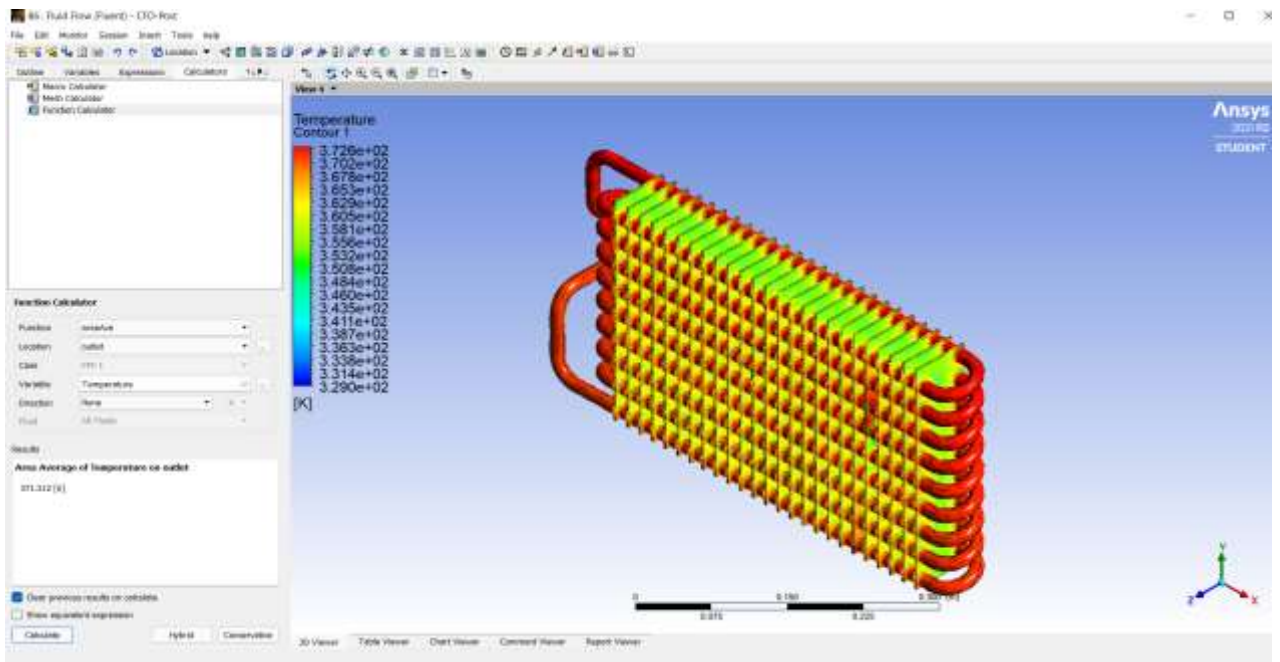 B6 : Fluid Flow (Fluent) - CFD-Post
File Edit Monitor Session Insert Tools Help
Location
Outline Variables Expressions Calculators
Macro Calculator
Mesh Calculator
Function Calculator
View 1
Temperature
Contour 1
3.726e+02
3.702e+02
3.678e+02
3.653e+02
3.629e+02
3.605e+02
3.581e+02
3.556e+02
3.532e+02
3.508e+02
3.484e+02
3.460e+02
3.435e+02
3.411e+02
3.387e+02
3.363e+02
3.338e+02
3.314e+02
3.290e+02
[K]
Ansys
STUDENT
Function Calculator
Function areaAve
Location outlet
Case
Variable Temperature
Direction None
Fluid All Fluids
Results
Area Average of Temperature on outlet
[K]
Clear previous results on calculate
Show equivalent expression
Calculate Hybrid Conservative
0 0.150 0.300 (m)
0.075 0.225
Y
Z X
3D Viewer Table Viewer Chart Viewer Comment Viewer Report Viewer